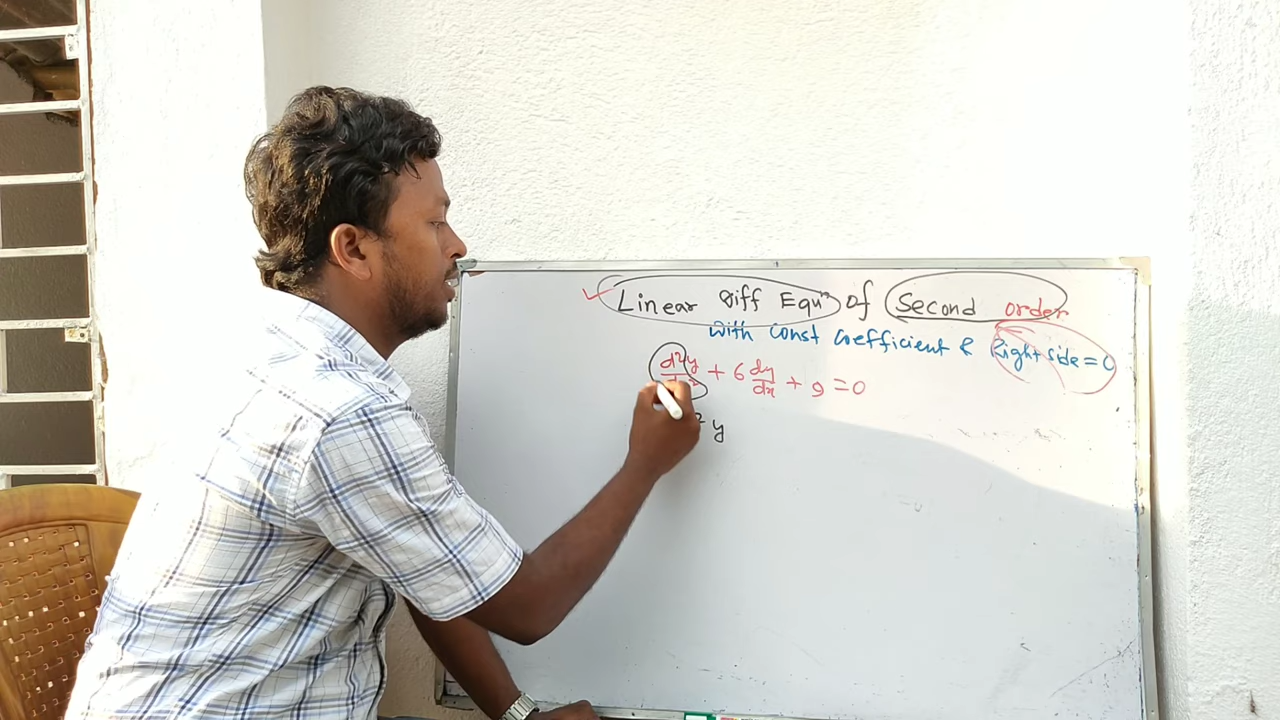 Linear Diff Equⁿ of Second order
with const coefficient & Right side = 0
d²y/dx² + 6 dy/dx + 9 = 0
² y